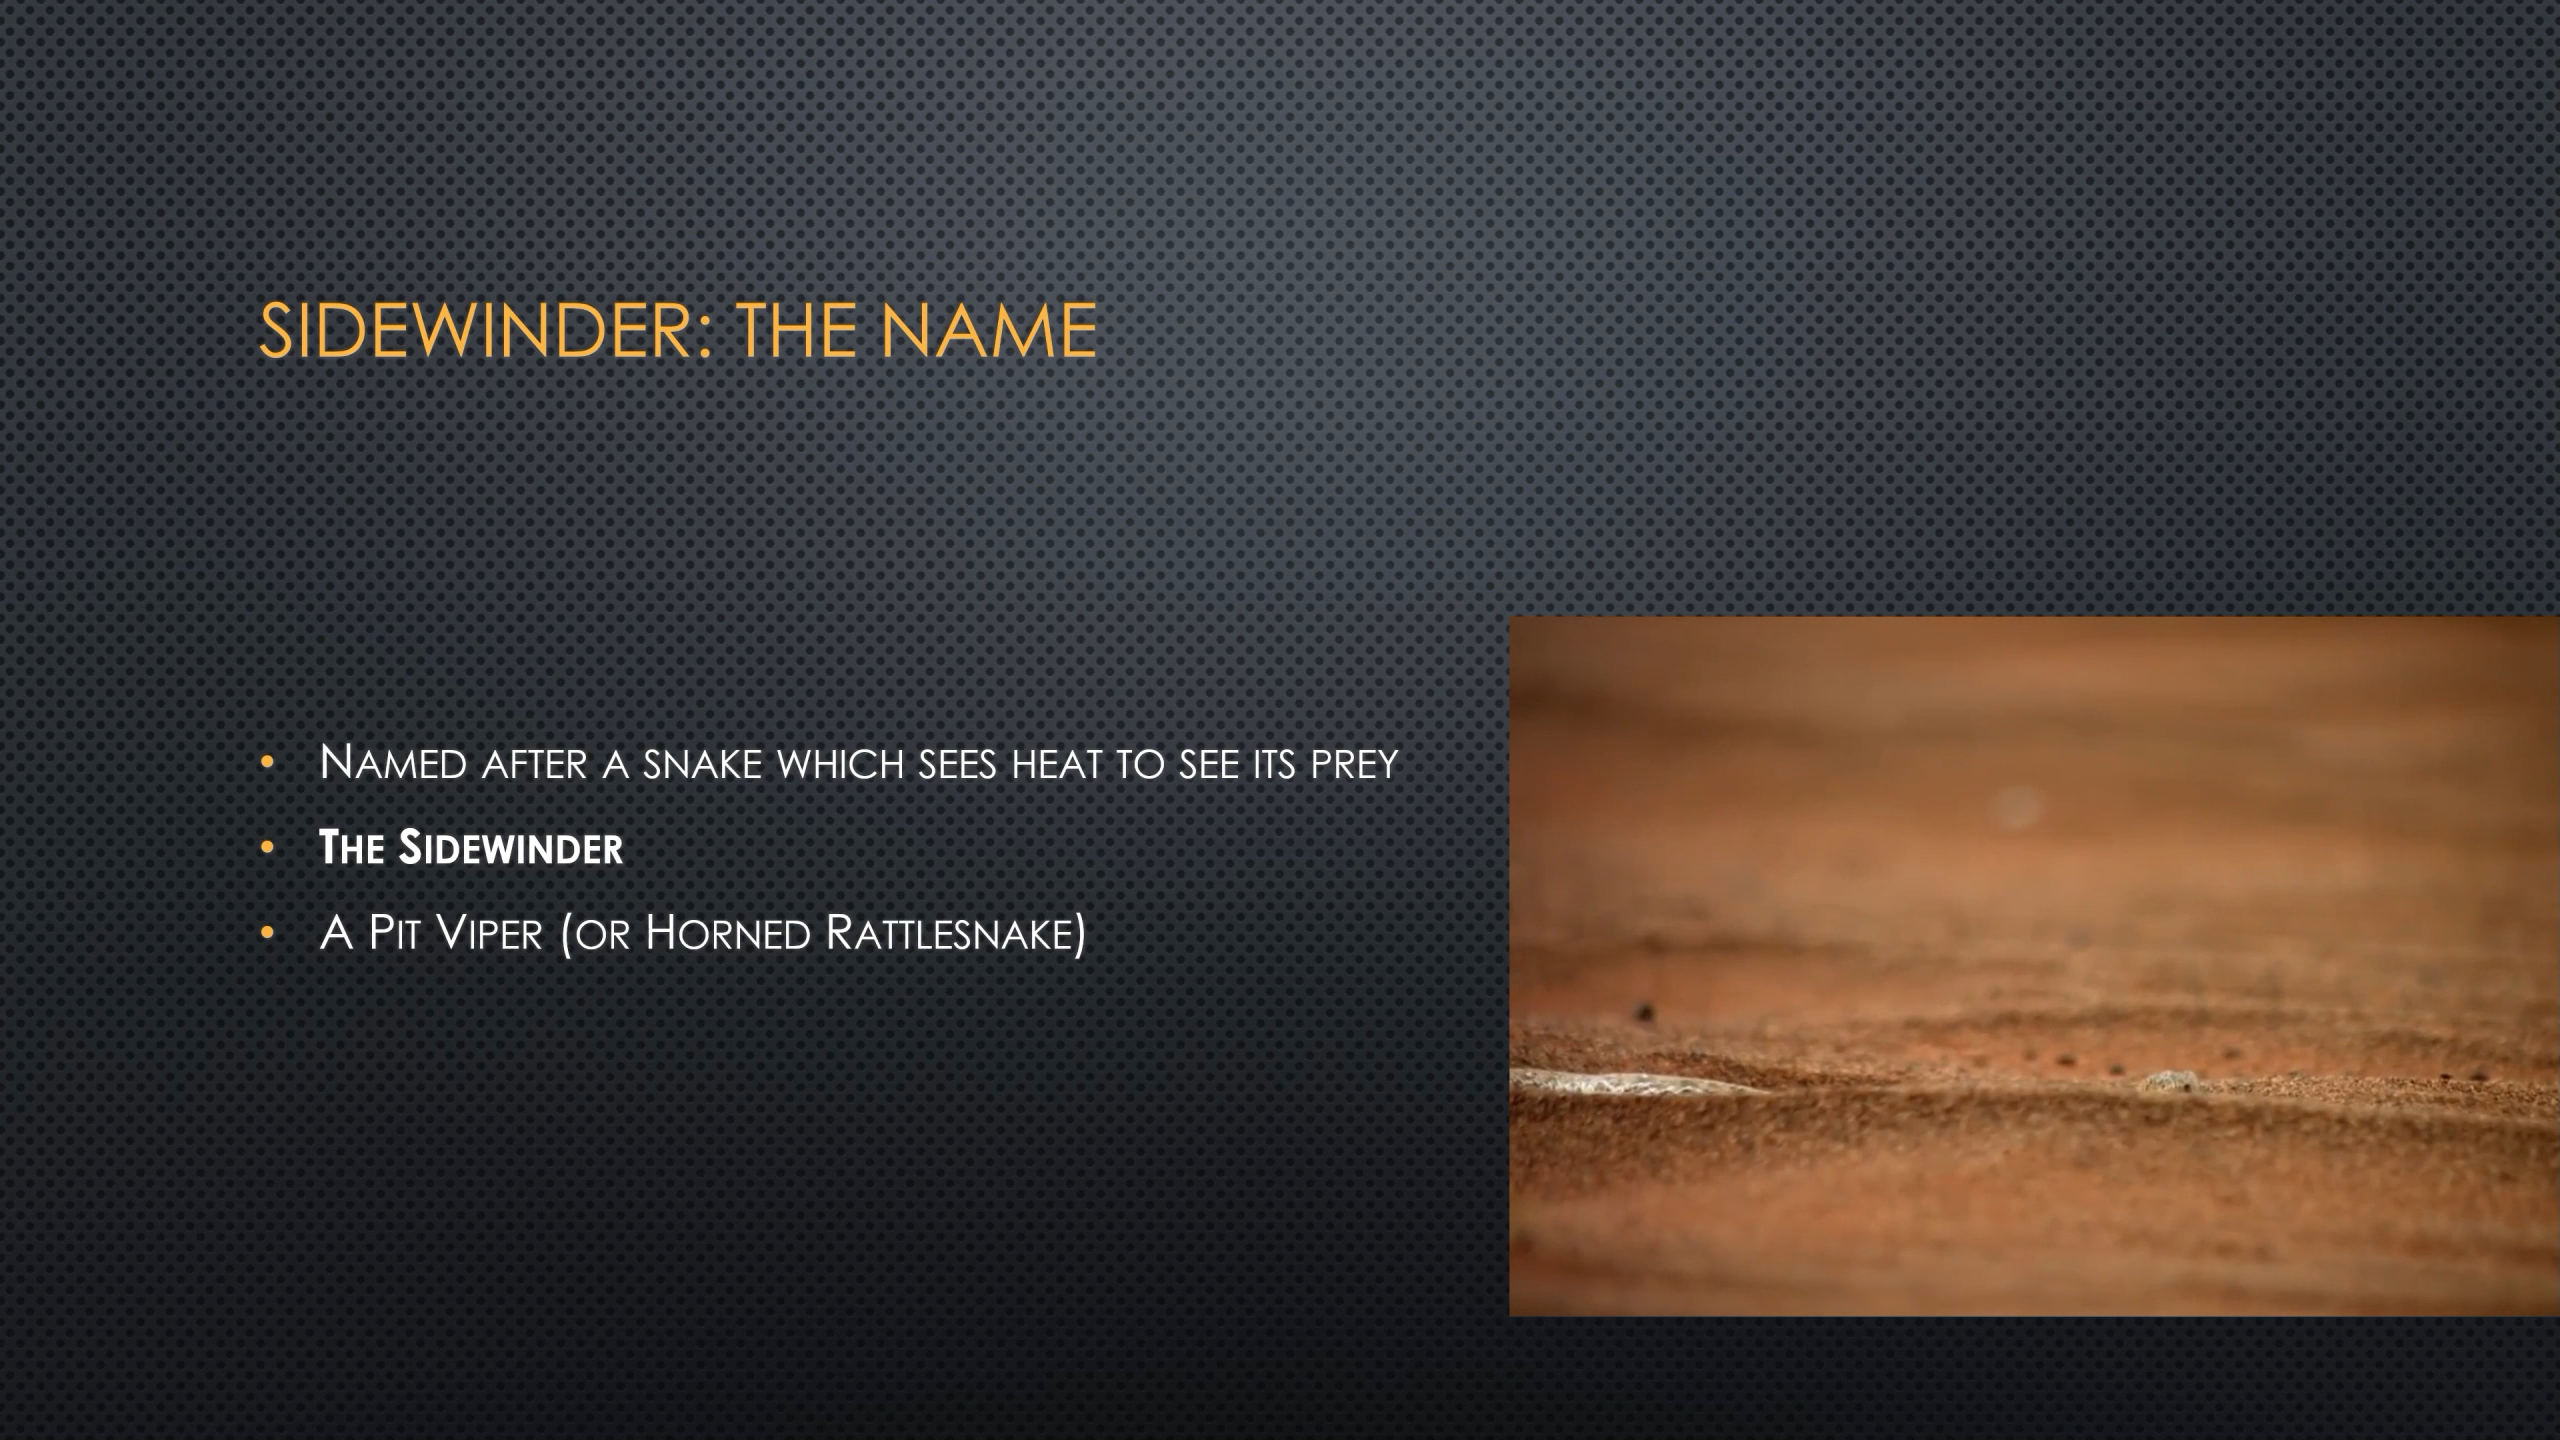 SIDEWINDER: THE NAME
• NAMED AFTER A SNAKE WHICH SEES HEAT TO SEE ITS PREY
• THE SIDEWINDER
• A PIT VIPER (OR HORNED RATTLESNAKE)